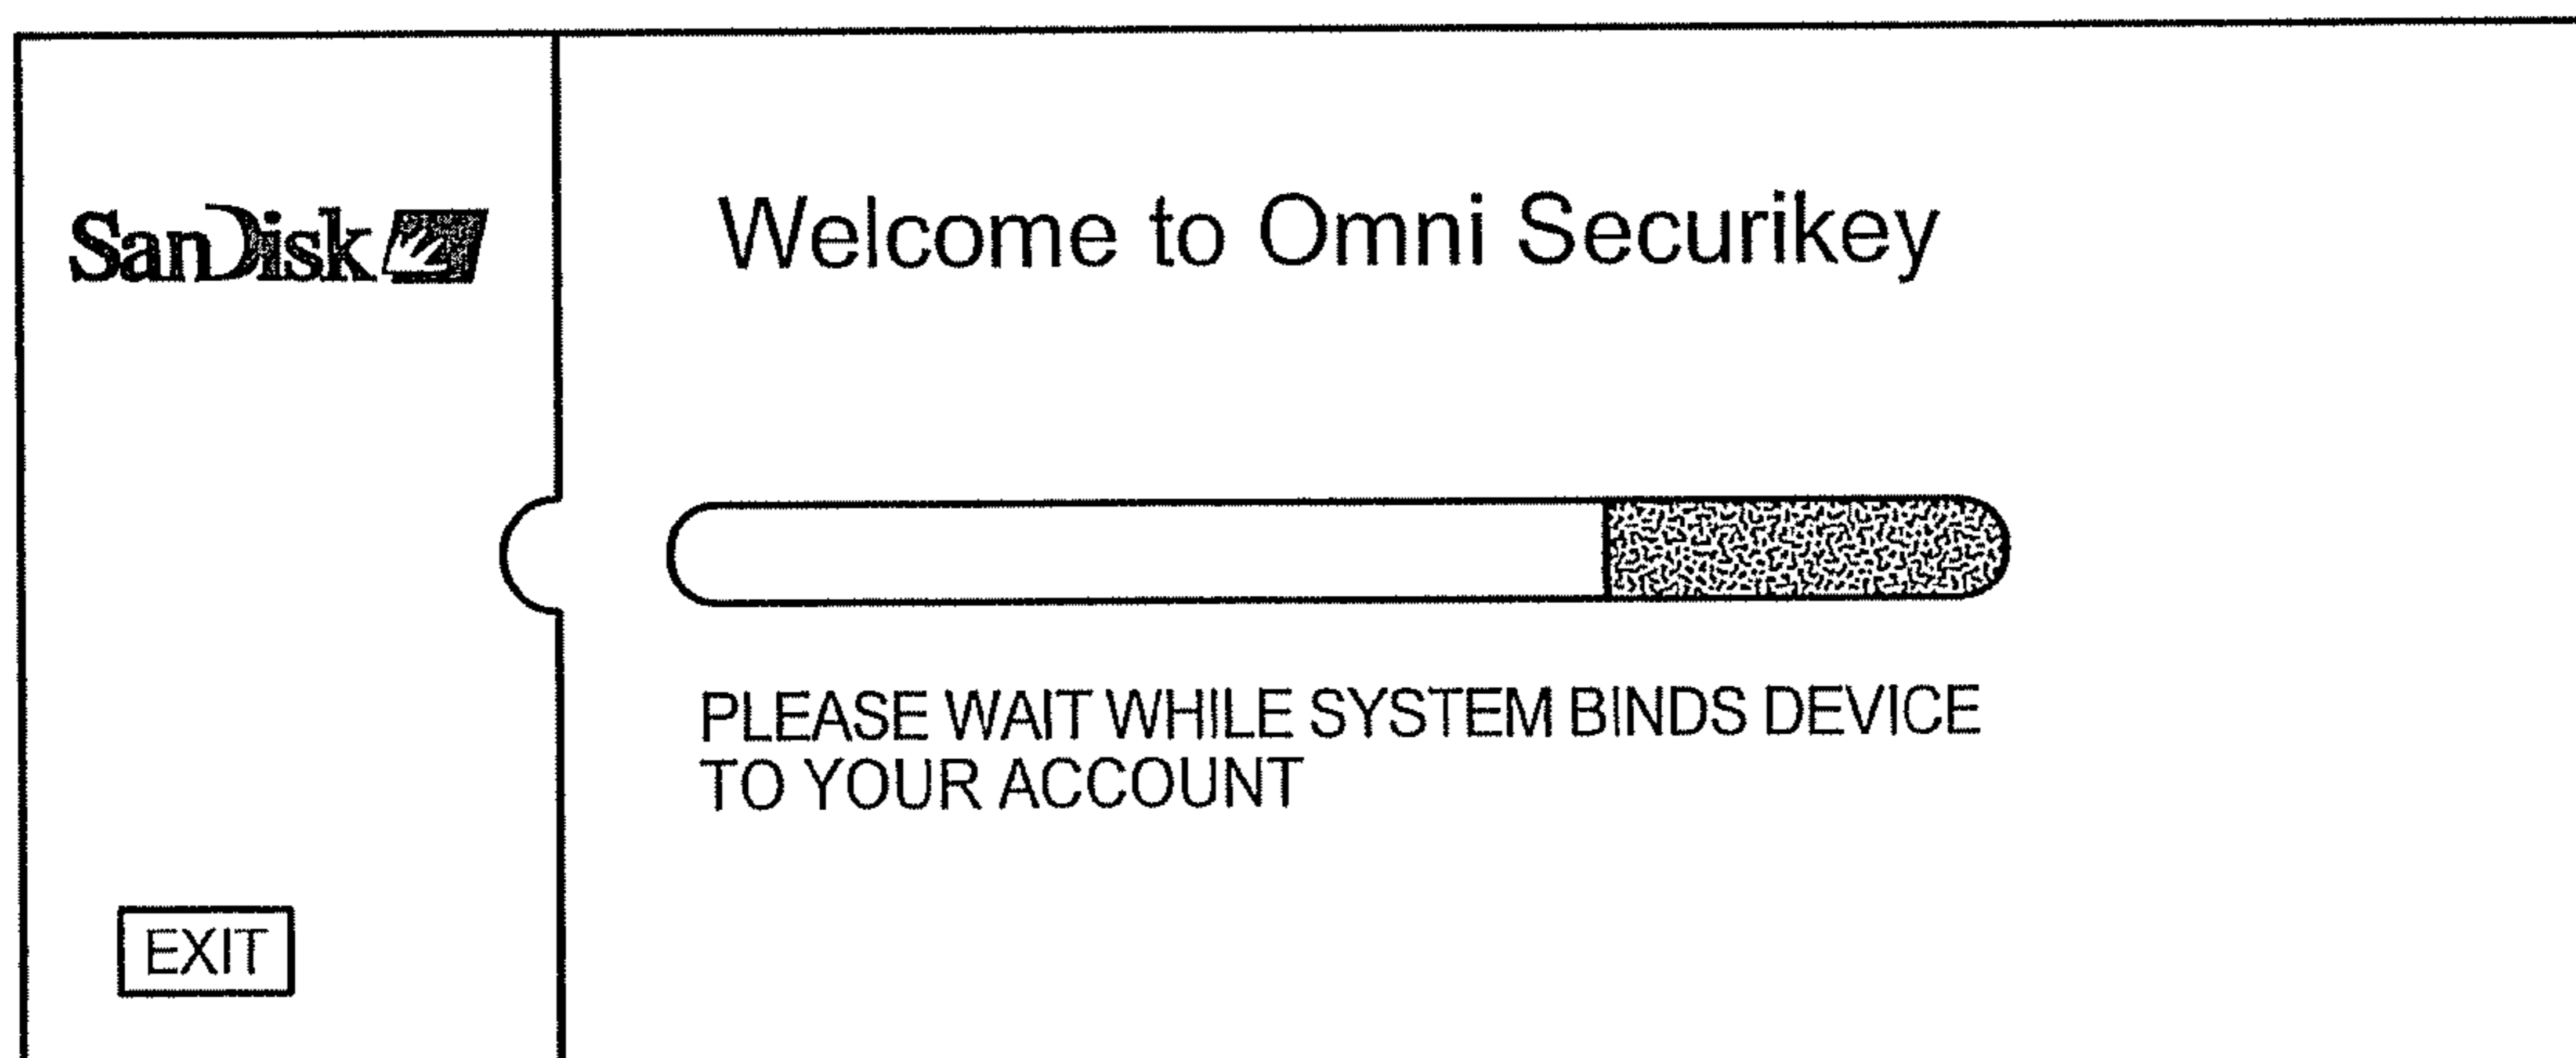 SanDisk
Welcome to Omni Securikey
PLEASE WAIT WHILE SYSTEM BINDS DEVICE
TO YOUR ACCOUNT
EXIT